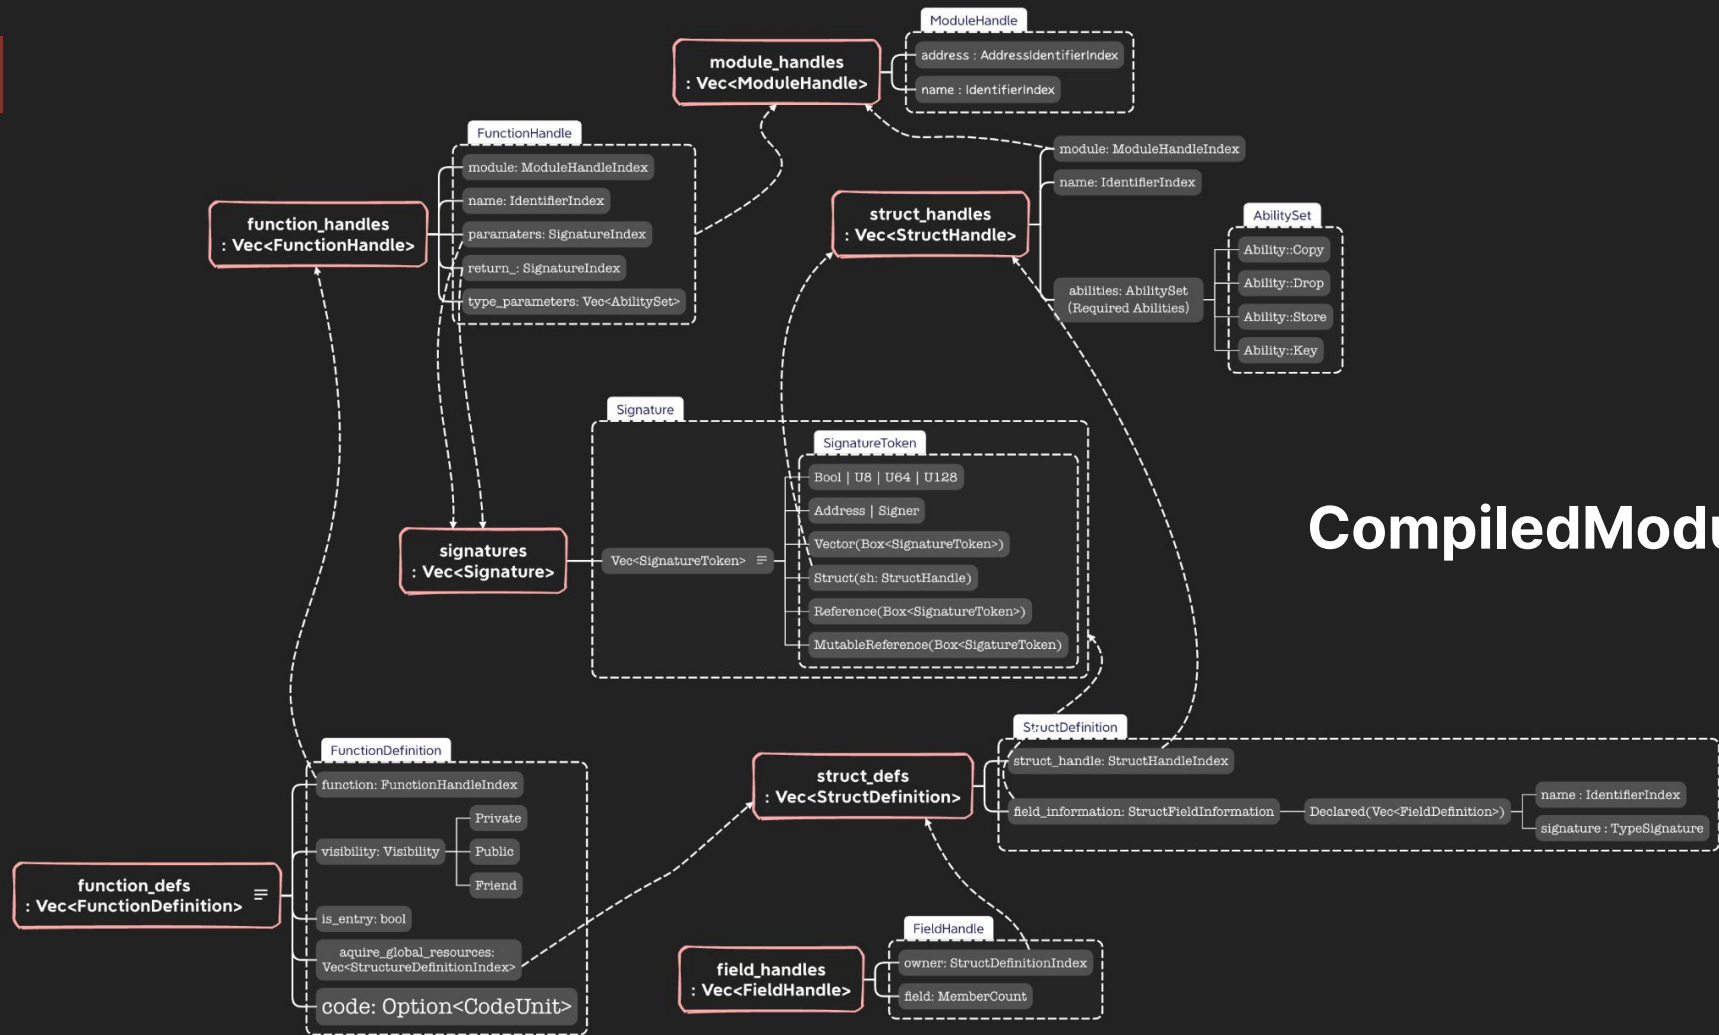 ModuleHandle
module_handles
: Vec<ModuleHandle>
address : AddressIdentifierIndex
name : IdentifierIndex
FunctionHandle
function_handles
: Vec<FunctionHandle>
module: ModuleHandleIndex
name: IdentifierIndex
paramaters: SignatureIndex
return_: SignatureIndex
type_parameters: Vec<AbilitySet>
struct_handles
: Vec<StructHandle>
module: ModuleHandleIndex
name: IdentifierIndex
abilities: AbilitySet
(Required Abilities)
AbilitySet
Ability::Copy
Ability::Drop
Ability::Store
Ability::Key
Signature
signatures
: Vec<Signature>
Vec<SignatureToken>
SignatureToken
Bool | U8 | U64 | U128
Address | Signer
Vector(Box<SignatureToken>)
Struct(sh: StructHandle)
Reference(Box<SignatureToken>)
MutableReference(Box<SigatureToken)
CompiledModu
FunctionDefinition
function_defs
: Vec<FunctionDefinition>
function: FunctionHandleIndex
visibility: Visibility
Private
Public
Friend
is_entry: bool
aquire_global_resources:
Vec<StructureDefinitionIndex>
code: Option<CodeUnit>
StructDefinition
struct_defs
: Vec<StructDefinition>
struct_handle: StructHandleIndex
field_information: StructFieldInformation
Declared(Vec<FieldDefinition>)
name : IdentifierIndex
signature : TypeSignature
FieldHandle
field_handles
: Vec<FieldHandle>
owner: StructDefinitionIndex
field: MemberCount